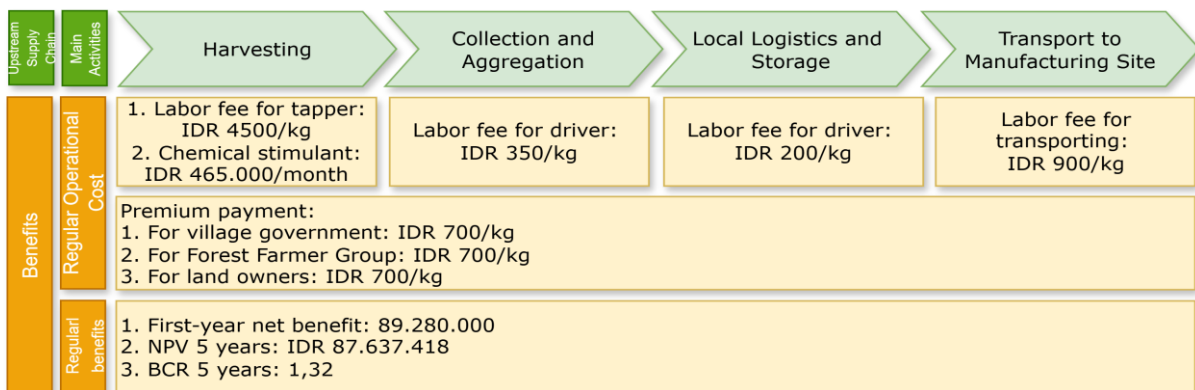 Upstream
Supply
Chain
Main
Activities
Harvesting
Collection and
Aggregation
Local Logistics and
Storage
Transport to
Manufacturing Site
Benefits
Regular Operational
Cost
1. Labor fee for tapper:
IDR 4500/kg
2. Chemical stimulant:
IDR 465.000/month
Labor fee for driver:
IDR 350/kg
Labor fee for driver:
IDR 200/kg
Labor fee for
transporting:
IDR 900/kg
Premium payment:
1. For village government: IDR 700/kg
2. For Forest Farmer Group: IDR 700/kg
3. For land owners: IDR 700/kg
Regularl
benefits
1. First-year net benefit: 89.280.000
2. NPV 5 years: IDR 87.637.418
3. BCR 5 years: 1,32